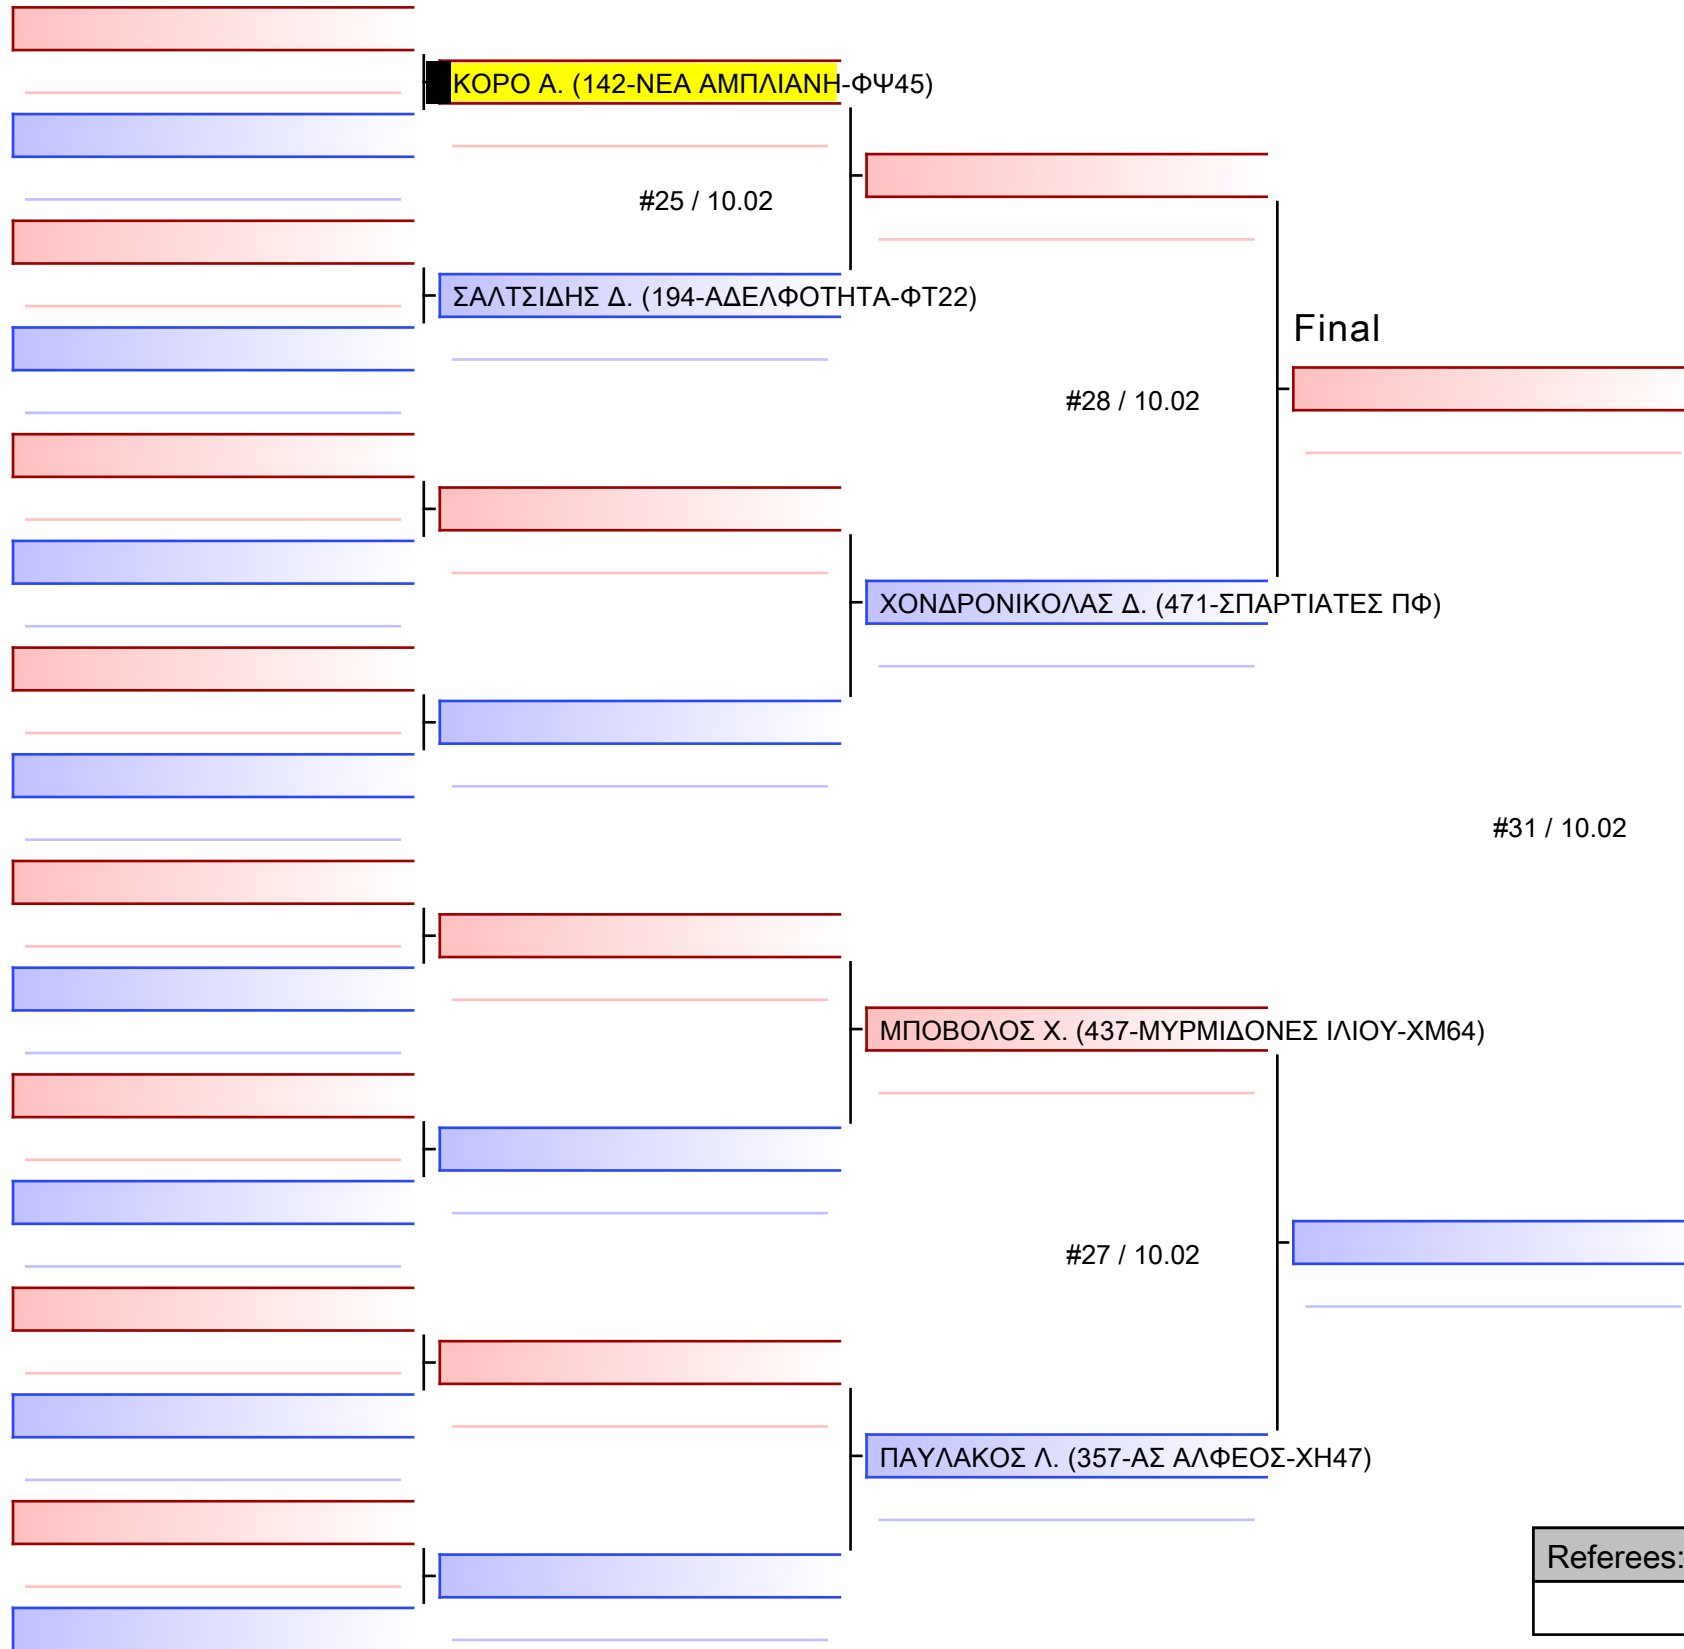 ΚΟΡΟ Α. (142-ΝΕΑ ΑΜΠΛΙΑΝΗ-ΦΨ45)
#25 / 10.02
ΣΑΛΤΣΙΔΗΣ Δ. (194-ΑΔΕΛΦΟΤΗΤΑ-ΦΤ22)
Final
#28 / 10.02
ΧΟΝΔΡΟΝΙΚΟΛΑΣ Δ. (471-ΣΠΑΡΤΙΑΤΕΣ ΠΦ)
#31 / 10.02
ΜΠΟΒΟΛΟΣ Χ. (437-ΜΥΡΜΙΔΟΝΕΣ ΙΛΙΟΥ-ΧΜ64)
#27 / 10.02
ΠΑΥΛΑΚΟΣ Λ. (357-ΑΣ ΑΛΦΕΟΣ-ΧΗ47)
Referees: